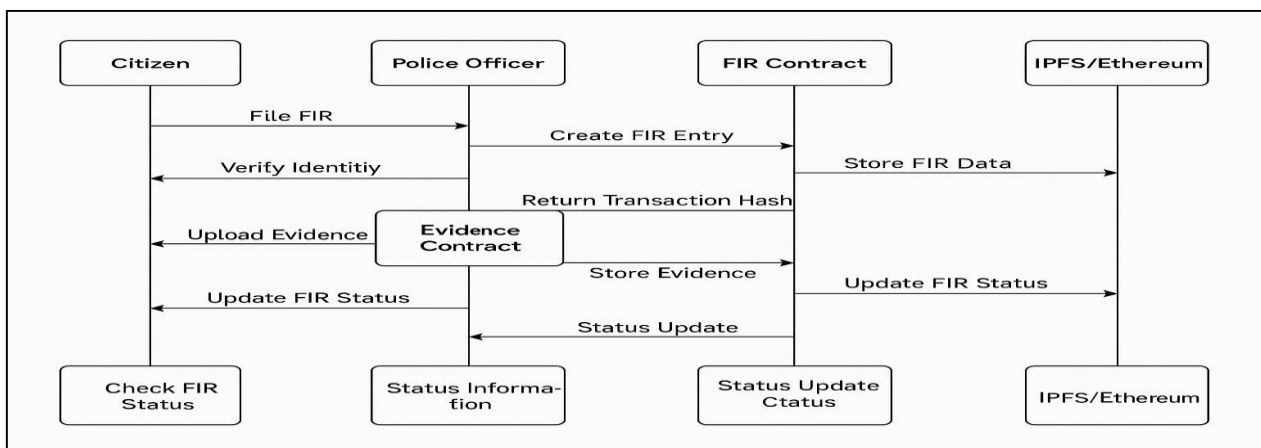 Citizen
Police Officer
FIR Contract
IPFS/Ethereum
File FIR
Create FIR Entry
Verify Identitiy
Store FIR Data
Return Transaction Hash
Upload Evidence
Evidence
Contract
Store Evidence
Update FIR Status
Update FIR Status
Status Update
Check FIR
Status
Status Informa-
fion
Status Update
Ctatus
IPFS/Ethereum